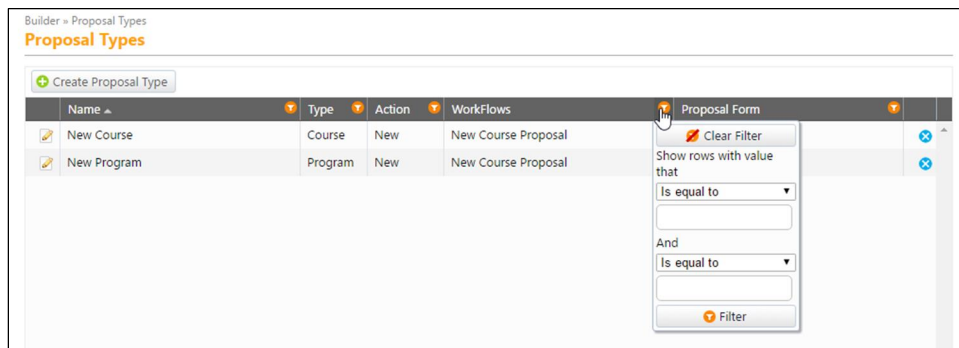 Builder » Proposal Types
Proposal Types
Create Proposal Type
Name Type Action WorkFlows Proposal Form
New Course Course New New Course Proposal
New Program Program New New Course Proposal
Clear Filter
Show rows with value
that
Is equal to
And
Is equal to
Filter